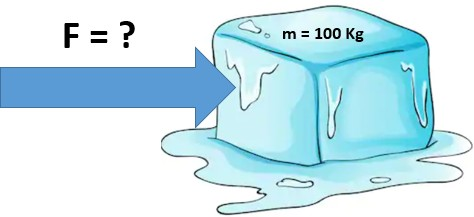 F = ?
m = 100 Kg